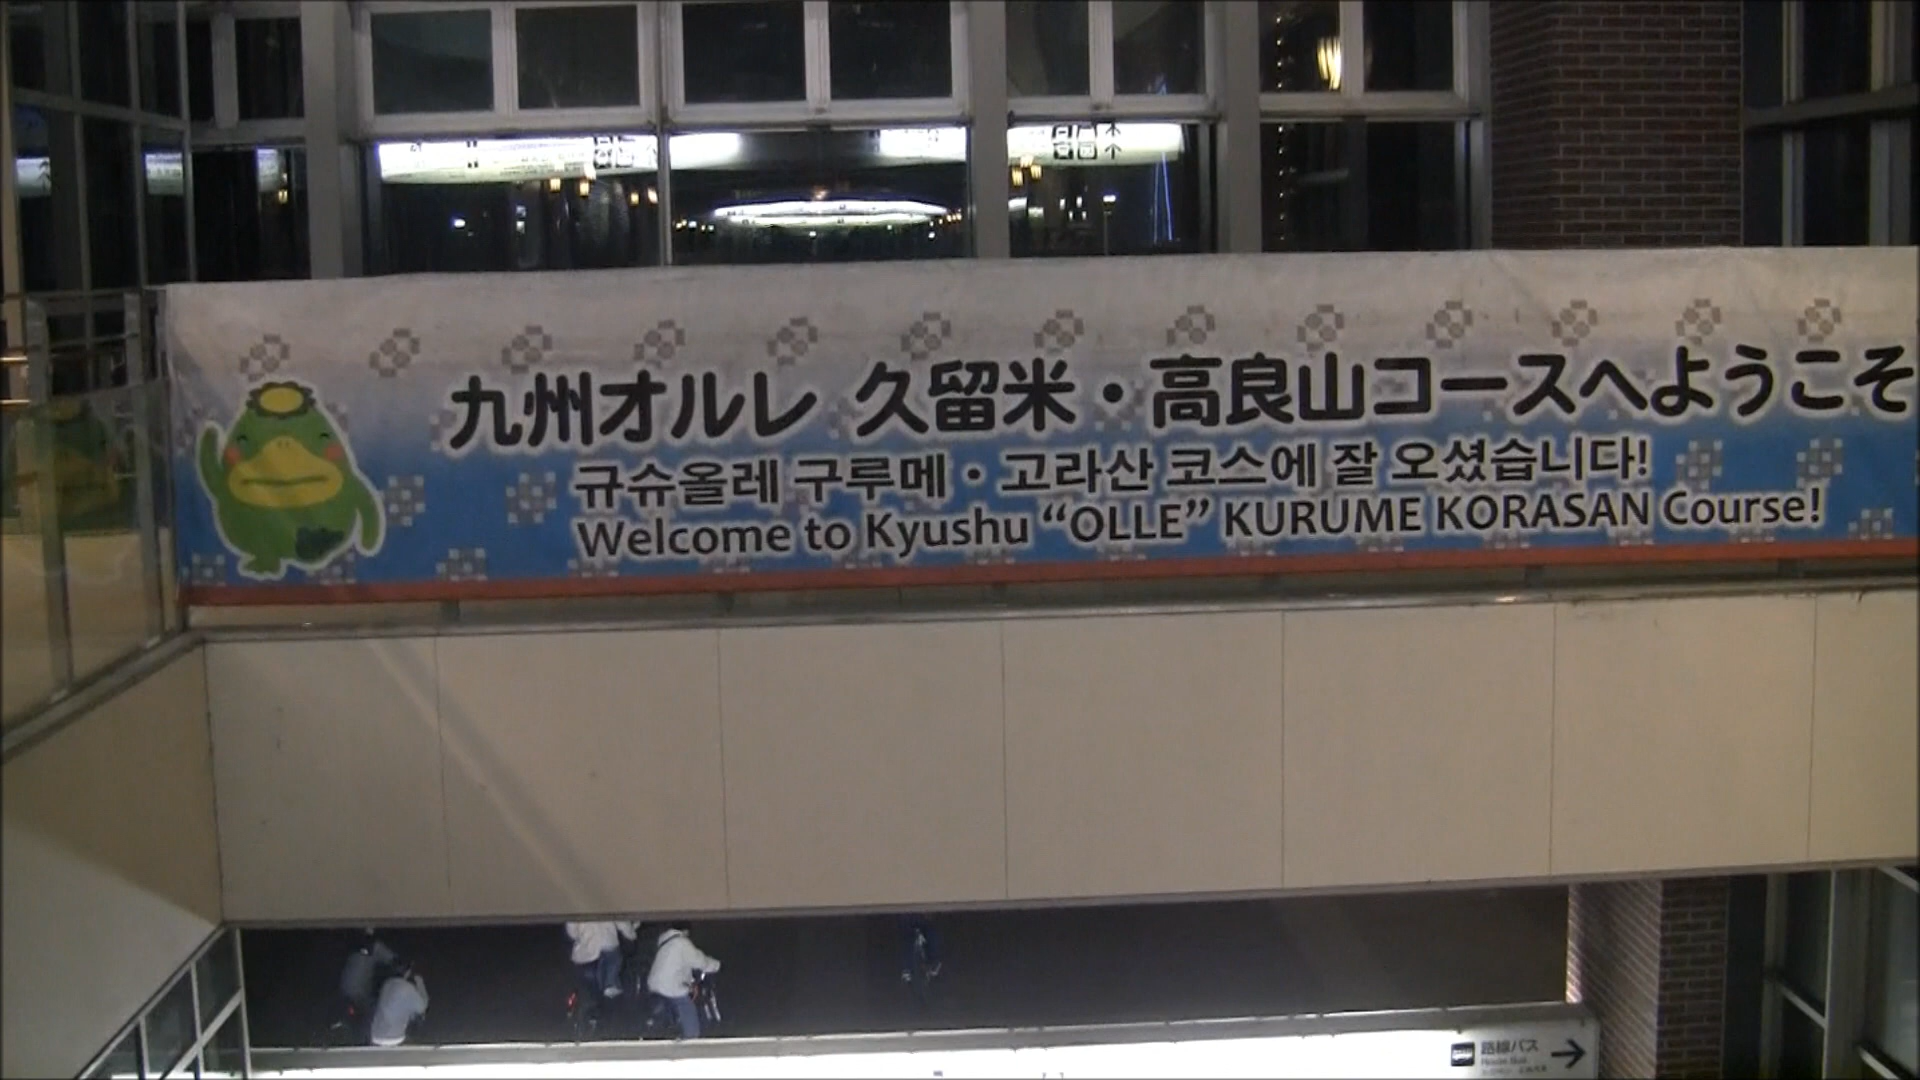 九州オルレ 久留米・高良山コースへようこそ
규슈올레 구루메・고라산 코스에 잘 오셨습니다!
Welcome to Kyushu “OLLE” KURUME KORASAN Course!
路線バス
Route Bus